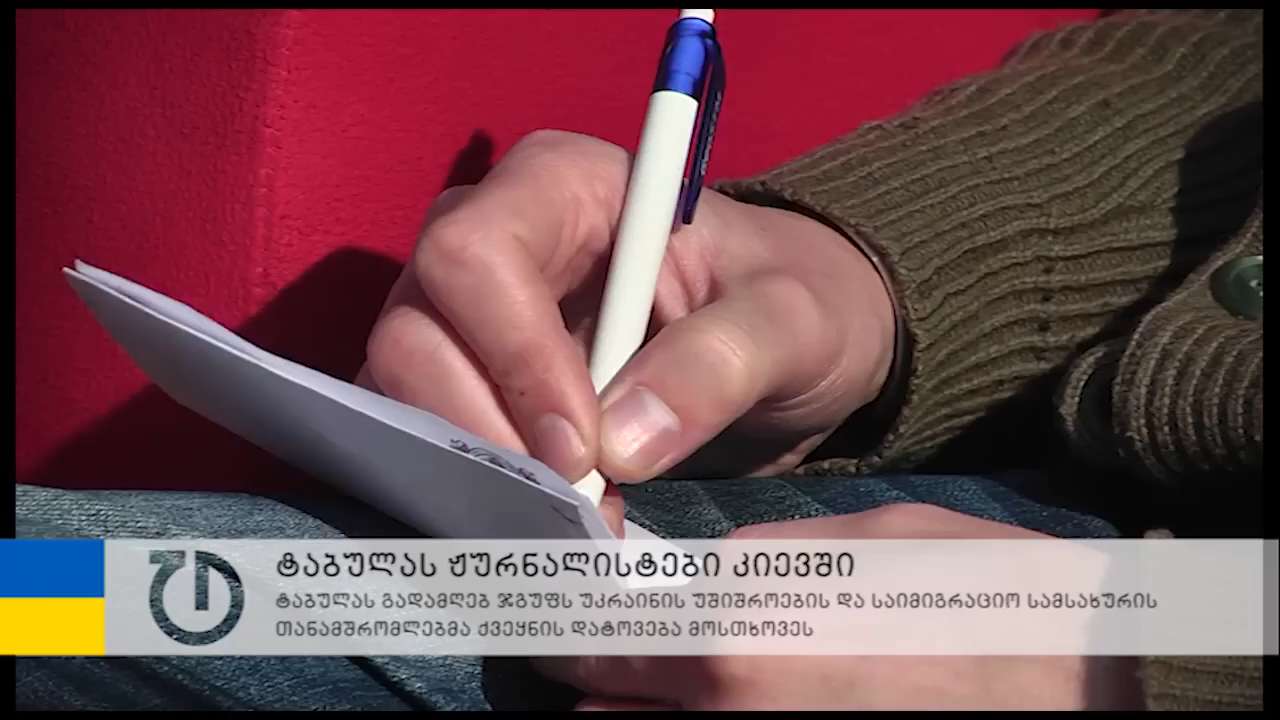 ტაბულას ჟურნალისტები კიევში
ტაბულას გადამღებ ჯგუფს უკრაინის უშიშროების და საიმიგრაციო სამსახურის
თანამშრომლებმა ქვეყნის დატოვება მოსთხოვეს